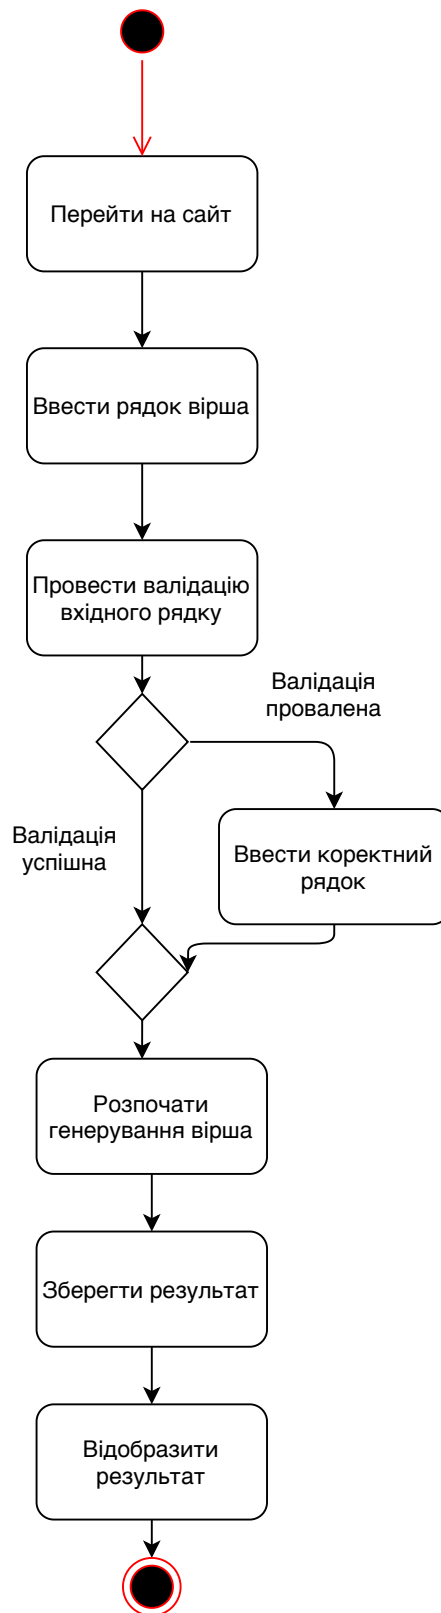 Перейти на сайт
Ввести рядок вірша
Провести валідацію
вхідного рядку
Валідація
провалена
Валідація
успішна
Ввести коректний
рядок
Розпочати
генерування вірша
Зберегти результат
Відобразити
результат